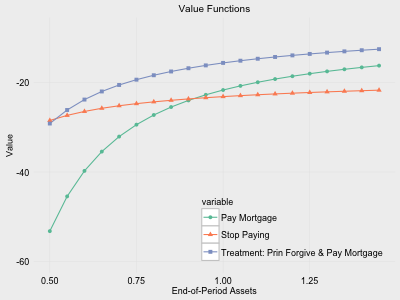 Value Functions
-20
-40
-60
Value
variable
Pay Mortgage
Stop Paying
Treatment: Prin Forgive & Pay Mortgage
0.50 0.75 1.00 1.25
End-of-Period Assets